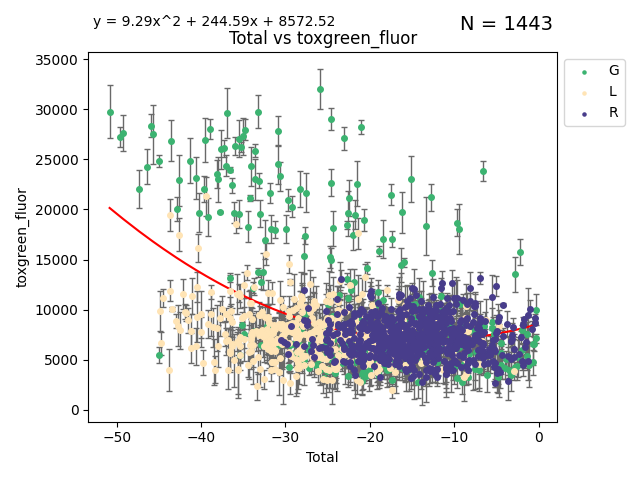 y = 9.29x^2 + 244.59x + 8572.52
N = 1443
Total vs toxgreen_fluor
35000
30000
25000
20000
15000
10000
5000
0
toxgreen_fluor
−50
−40
−30
−20
−10
0
Total
G
L
R